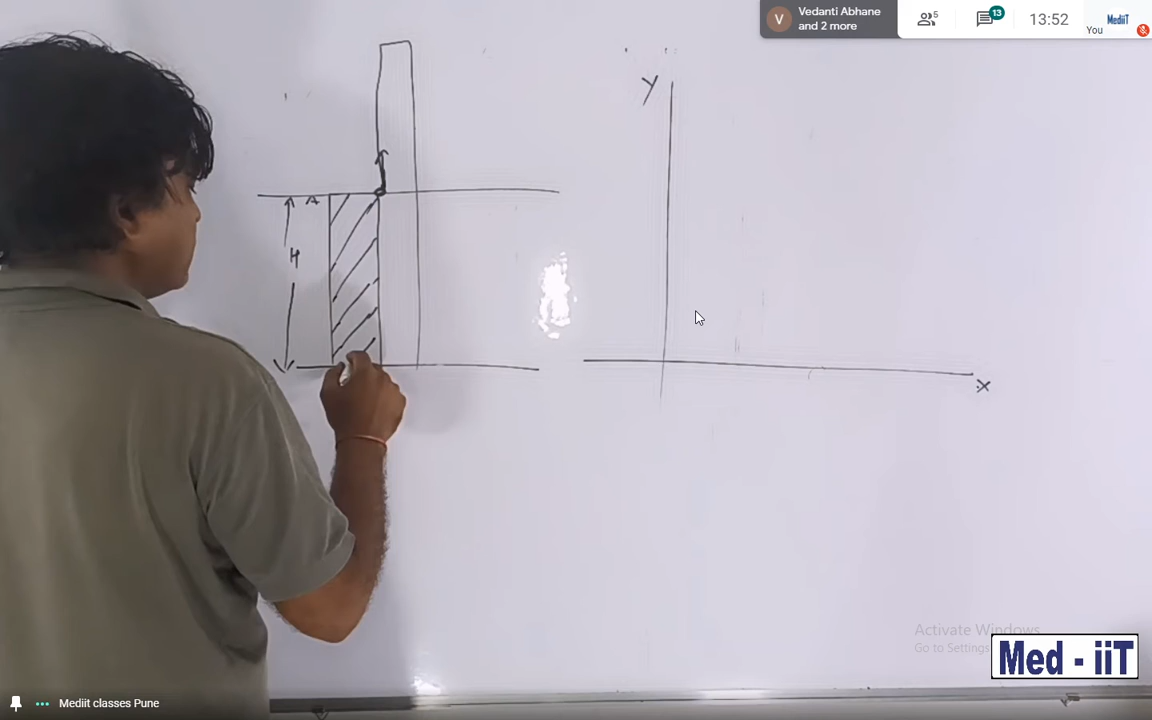 Vedanti Abhane
and 2 more
V
5
13
13:52
MediiT
You
Y
A
H
X
Activate Windows
Go to Settings
Med - iiT
Mediit classes Pune